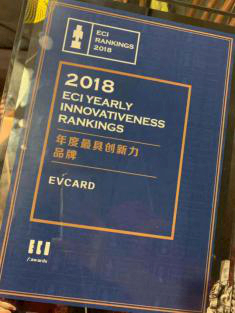 ECI
RANKINGS
2018
2018
ECI YEARLY
INNOVATIVENESS
RANKINGS
年度最具创新力
品牌
EVCARD
ECI
awards